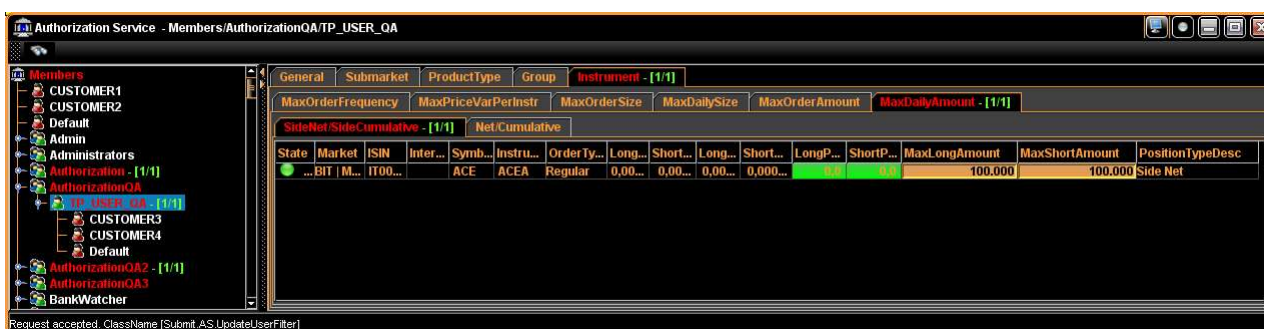 Authorization Service - Members/AuthorizationQA/TP_USER_QA
Members
CUSTOMER1
CUSTOMER2
Default
Admin
Administrators
Authorization - [1/1]
AuthorizationQA
TP_USER_QA - [1/1]
CUSTOMER3
CUSTOMER4
Default
AuthorizationQA2 - [1/1]
AuthorizationQA3
BankWatcher
General Submarket ProductType Group Instrument - [1/1]
MaxOrderFrequency MaxPriceVarPerInstr MaxOrderSize MaxDailySize MaxOrderAmount MaxDailyAmount - [1/1]
SideNet/SideCumulative - [1/1] Net/Cumulative
State Market ISIN Inter... Symb... Instru... OrderTy... Long... Short... Long... Short... LongP... ShortP... MaxLongAmount MaxShortAmount PositionTypeDesc
...BIT | M... IT00... ACE ACEA Regular 0,00... 0,00... 0,00... 0,000... 0,0 0,0 100.000 100.000 Side Net
Request accepted. ClassName [Submit.AS.UpdateUserFilter]